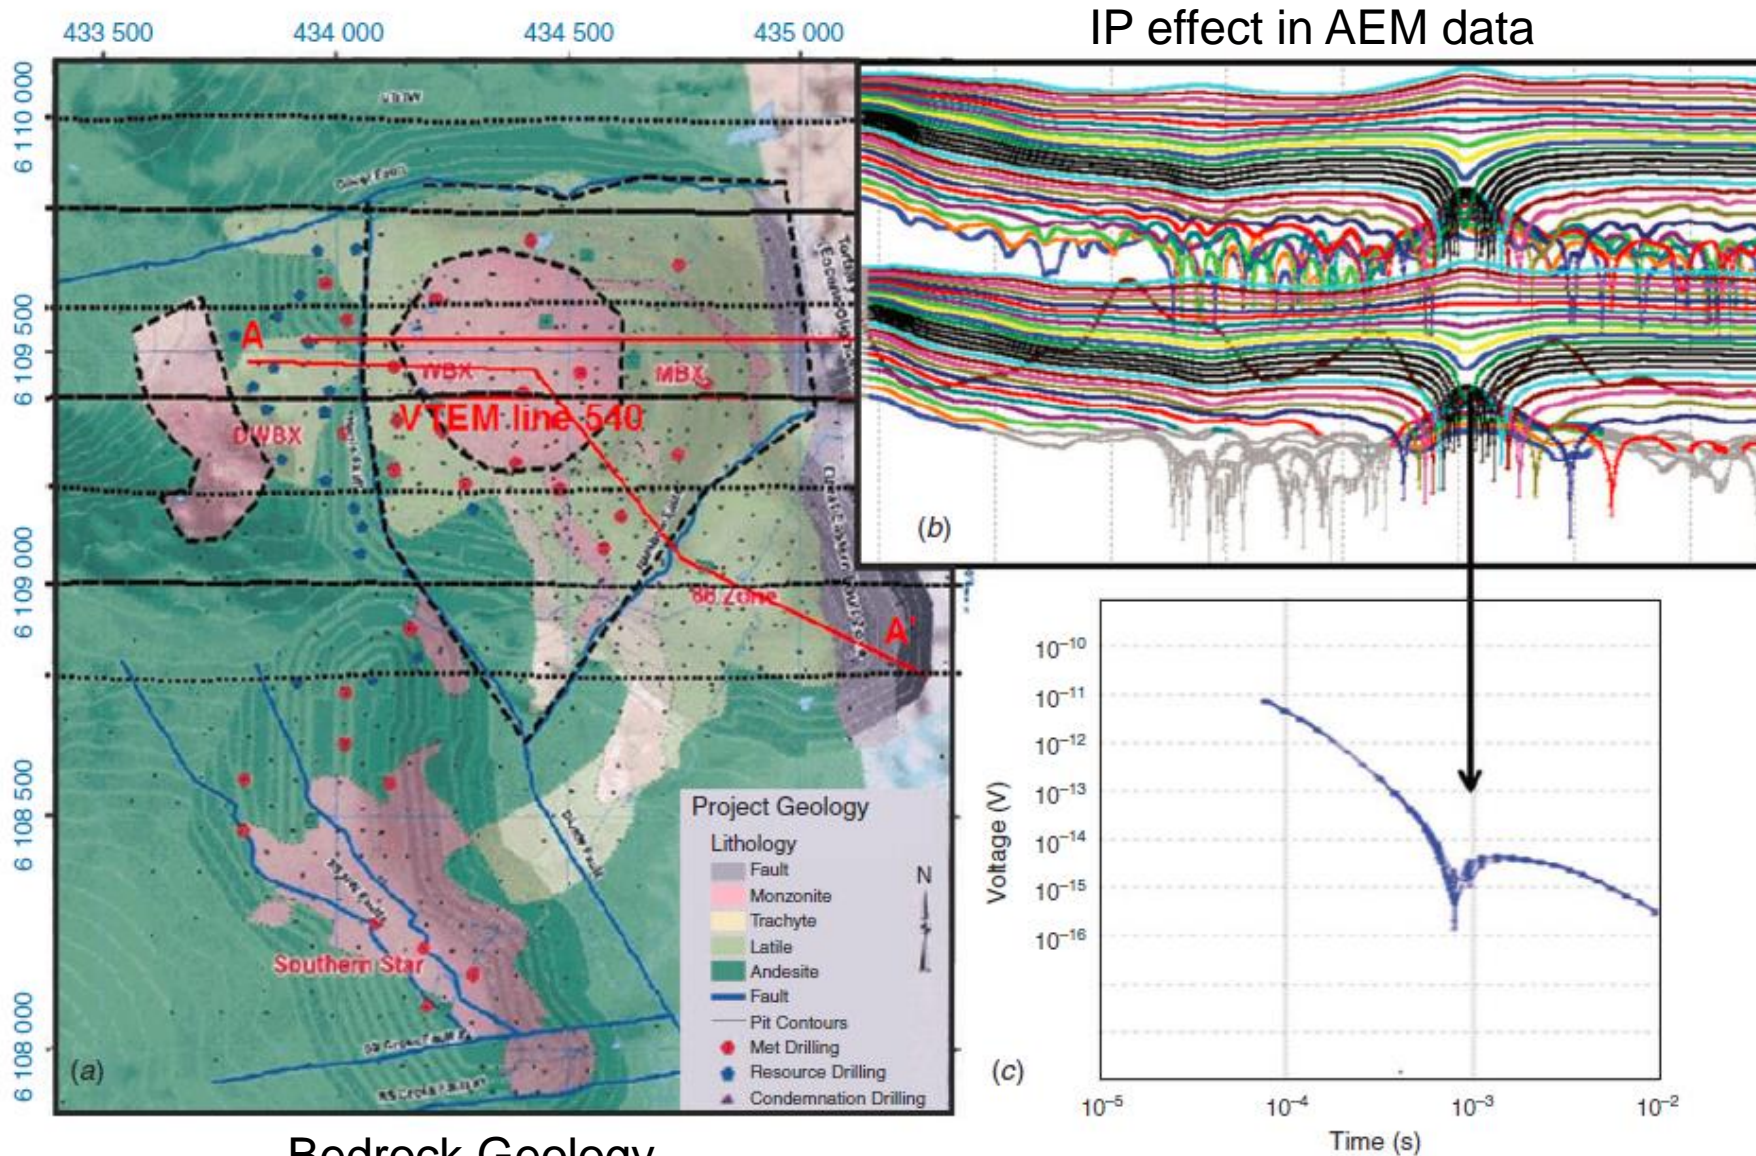 IP effect in AEM data
433 500
434 000
434 500
435 000
6 110 000
6 109 500
6 109 000
6 108 500
6 108 000
VTEM
A
WBX
MBX
VTEM line 540
DWBX
66 Zone
A'
Southern Star
(a)
Project Geology
Lithology
Fault
Monzonite
Trachyte
Latile
Andesite
Fault
Pit Contours
Met Drilling
Resource Drilling
Condemnation Drilling
N
(b)
(c)
Voltage (V)
10⁻¹⁰
10⁻¹¹
10⁻¹²
10⁻¹³
10⁻¹⁴
10⁻¹⁵
10⁻¹⁶
10⁻⁵
10⁻⁴
10⁻³
10⁻²
Time (s)
Bedrock Geology